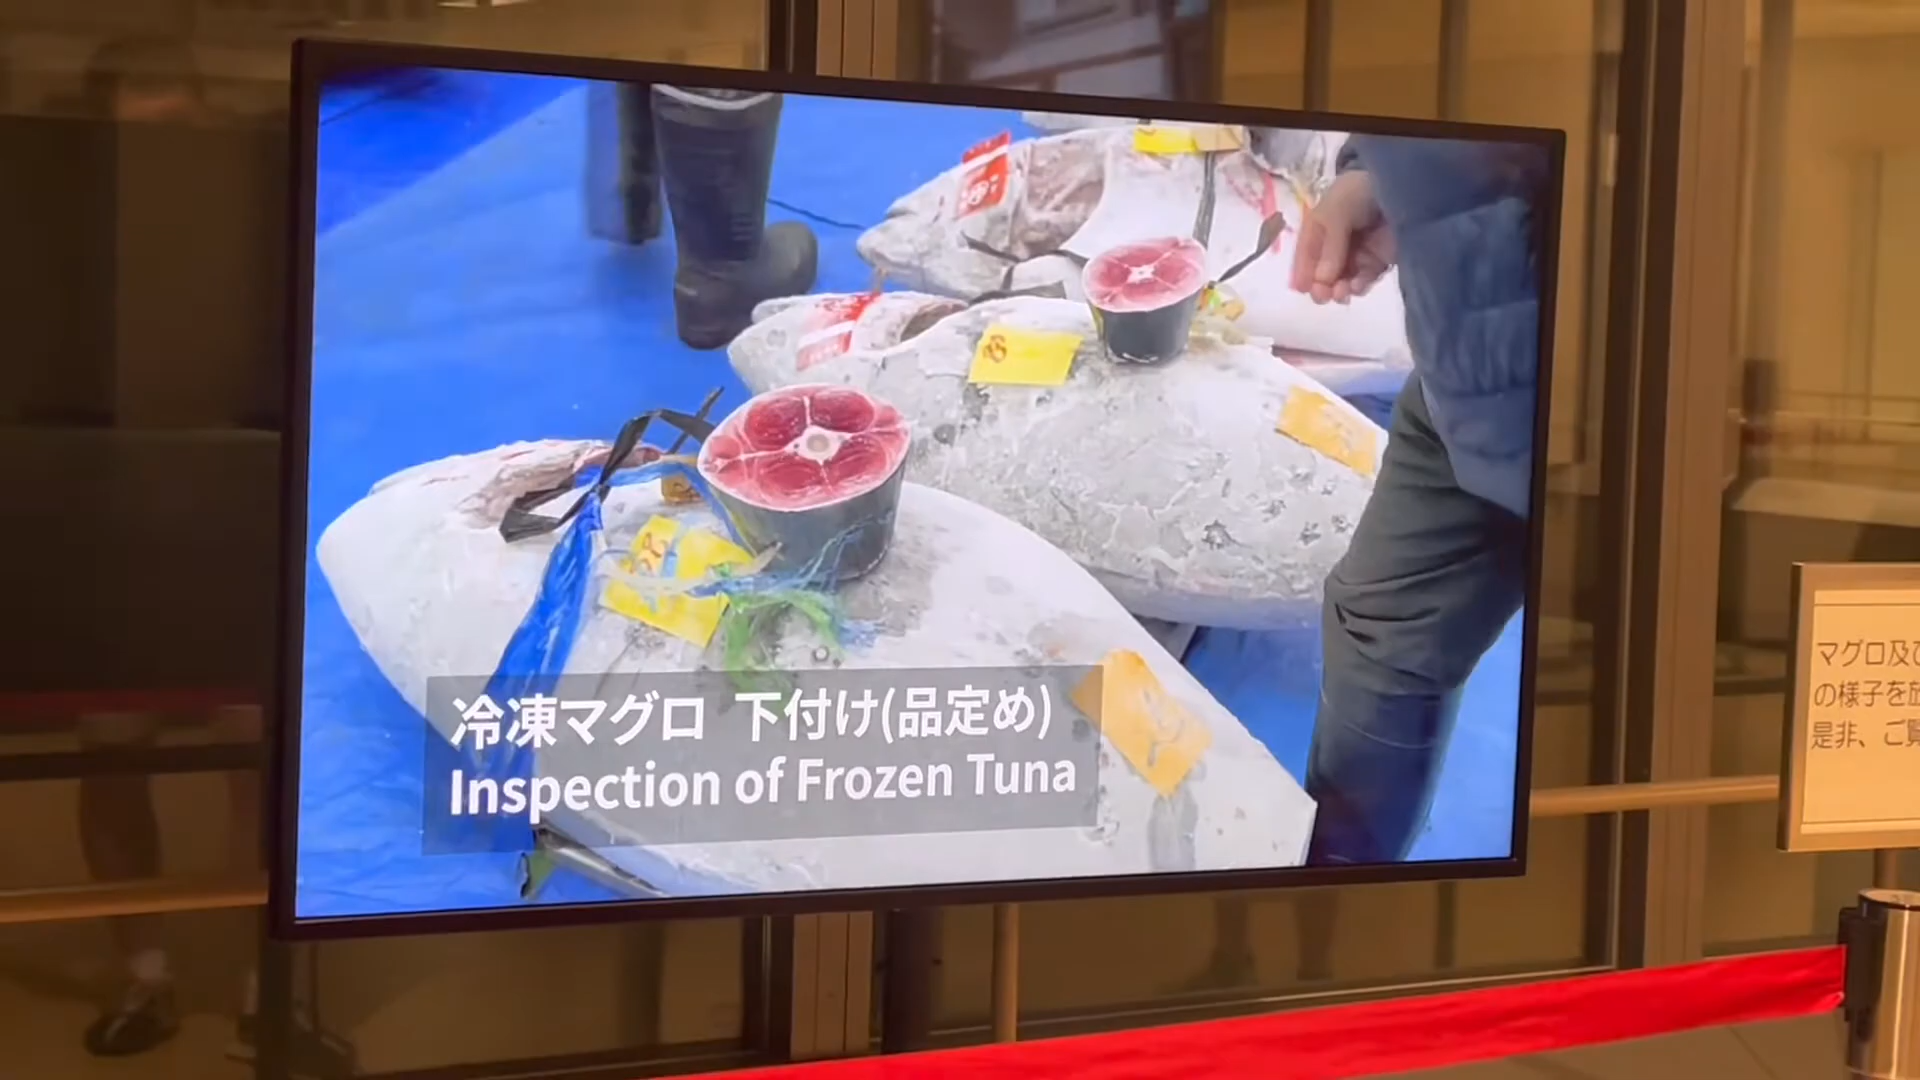 冷凍マグロ 下付け(品定め)
Inspection of Frozen Tuna
マグロ及び
の様子を
是非、ご